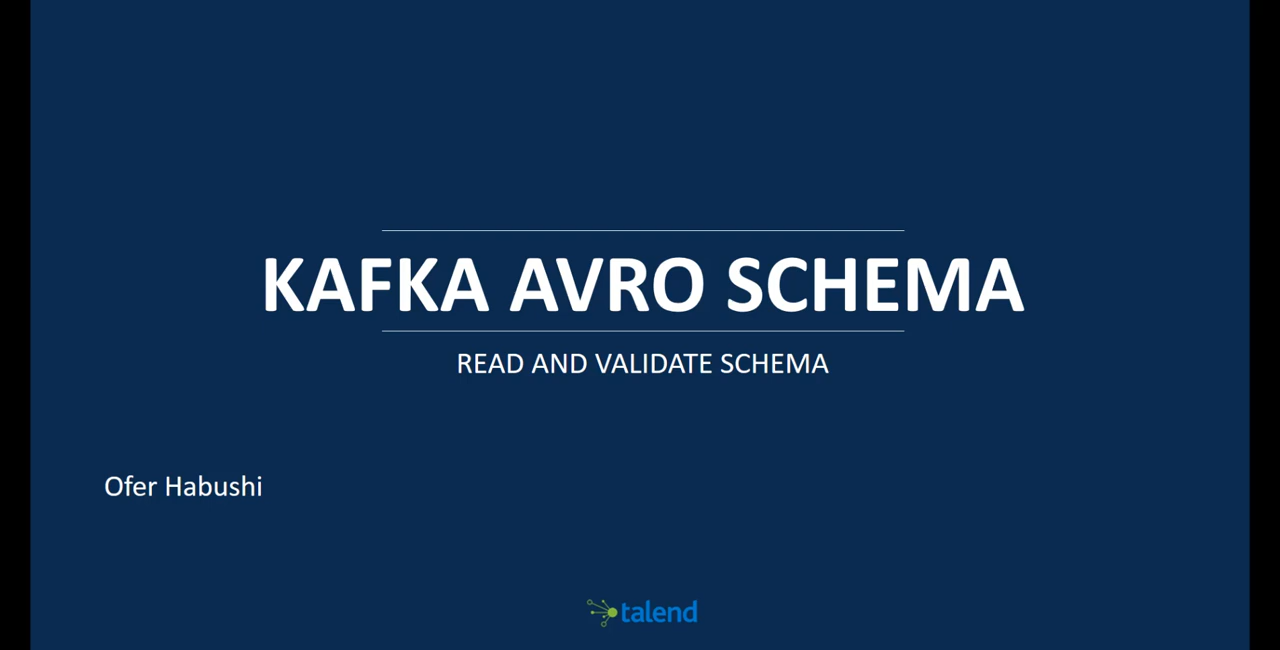 KAFKA AVRO SCHEMA
READ AND VALIDATE SCHEMA
Ofer Habushi
talend